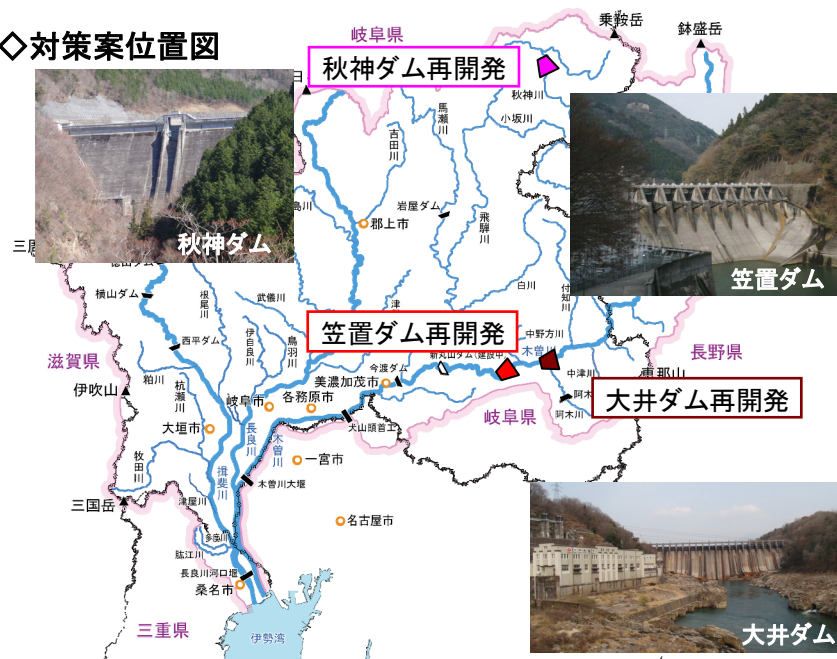 ◇対策案位置図
岐阜県
乗鞍岳
鉢盛岳
秋神ダム再開発
秋神川
小坂川
馬瀬川
吉田川
岩屋ダム
飛騨川
郡上市
秋神ダム
笠置ダム
白川
付知川
横山ダム
根尾川
武儀川
伊自良川
鳥羽川
西平ダム
笠置ダム再開発
中野方川
新丸山ダム(建設中
木曽川
今渡ダム
美濃加茂市
中津川
長野県
恵那山
滋賀県
伊吹山
粕川
杭瀬川
岐阜市
各務原市
大井ダム再開発
阿木川
岐阜県
大垣市
長良川
木曽川
犬山頭首工
牧田川
揖斐川
一宮市
木曽川大堰
三国岳
津屋川
名古屋市
多度川
肱江川
長良川河口堰
桑名市
三重県
伊勢湾
大井ダム